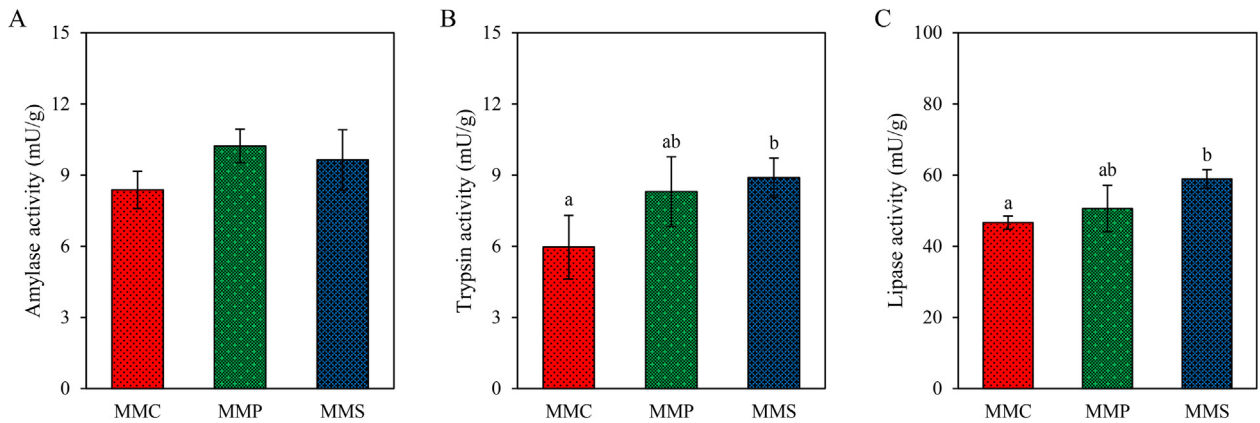 A
Amylase activity (mU/g)
15
12
9
6
3
0
MMC MMP MMS
B
Trypsin activity (mU/g)
15
12
9
6
3
0
a
ab
b
MMC MMP MMS
C
Lipase activity (mU/g)
100
80
60
40
20
0
a
ab
b
MMC MMP MMS